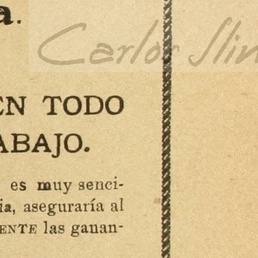 a.
Carlos Slim
EN TODO
ABAJO.
es muy senci-
ia, aseguraría al
ENTE las ganan-